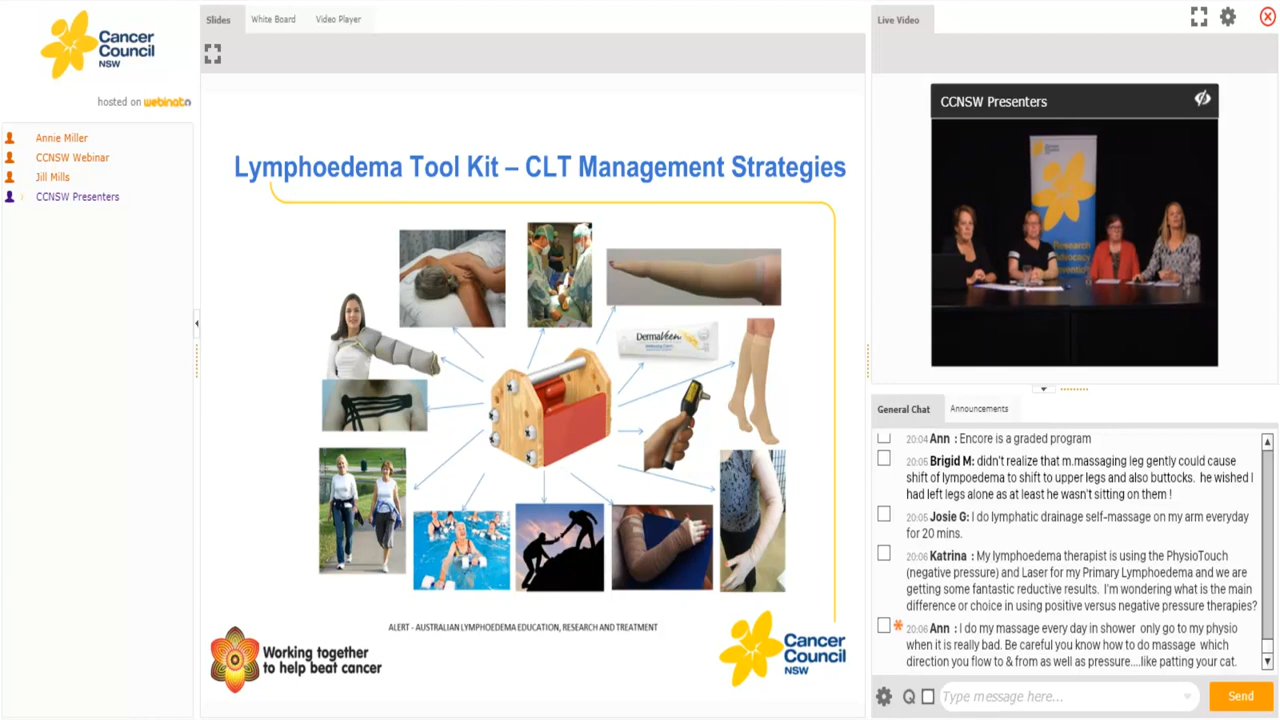 Cancer
Council
NSW
hosted on webinato
Annie Miller
CCNSW Webinar
Jill Mills
CCNSW Presenters
Slides
White Board
Video Player
Lymphoedema Tool Kit – CLT Management Strategies
DermaVeen
ALERT - AUSTRALIAN LYMPHOEDEMA EDUCATION, RESEARCH AND TREATMENT
Working together
to help beat cancer
Cancer
Council
NSW
Live Video
CCNSW Presenters
Research
Advocacy
General Chat
Announcements
20:04 Ann : Encore is a graded program
20:05 Brigid M: didn't realize that m.massaging leg gently could cause
shift of lympoedema to shift to upper legs and also buttocks. he wished I
had left legs alone as at least he wasn't sitting on them !
20:05 Josie G: I do lymphatic drainage self-massage on my arm everyday
for 20 mins.
20:06 Katrina : My lymphoedema therapist is using the PhysioTouch
(negative pressure) and Laser for my Primary Lymphoedema and we are
getting some fantastic reductive results. I'm wondering what is the main
difference or choice in using positive versus negative pressure therapies?
20:06 Ann : I do my massage every day in shower only go to my physio
when it is really bad. Be careful you know how to do massage which
direction you flow to & from as well as pressure....like patting your cat.
Q
Type message here...
Send